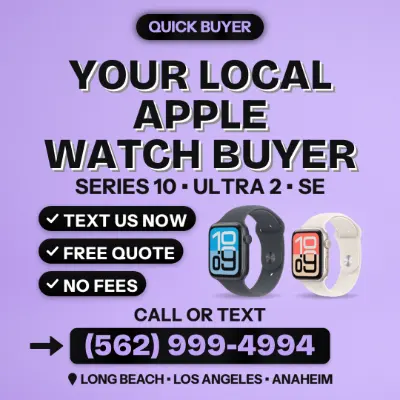 QUICK BUYER
YOUR LOCAL
APPLE
WATCH BUYER
SERIES 10 • ULTRA 2 • SE
TEXT US NOW
FREE QUOTE
NO FEES
CALL OR TEXT
(562) 999-4994
LONG BEACH • LOS ANGELES • ANAHEIM